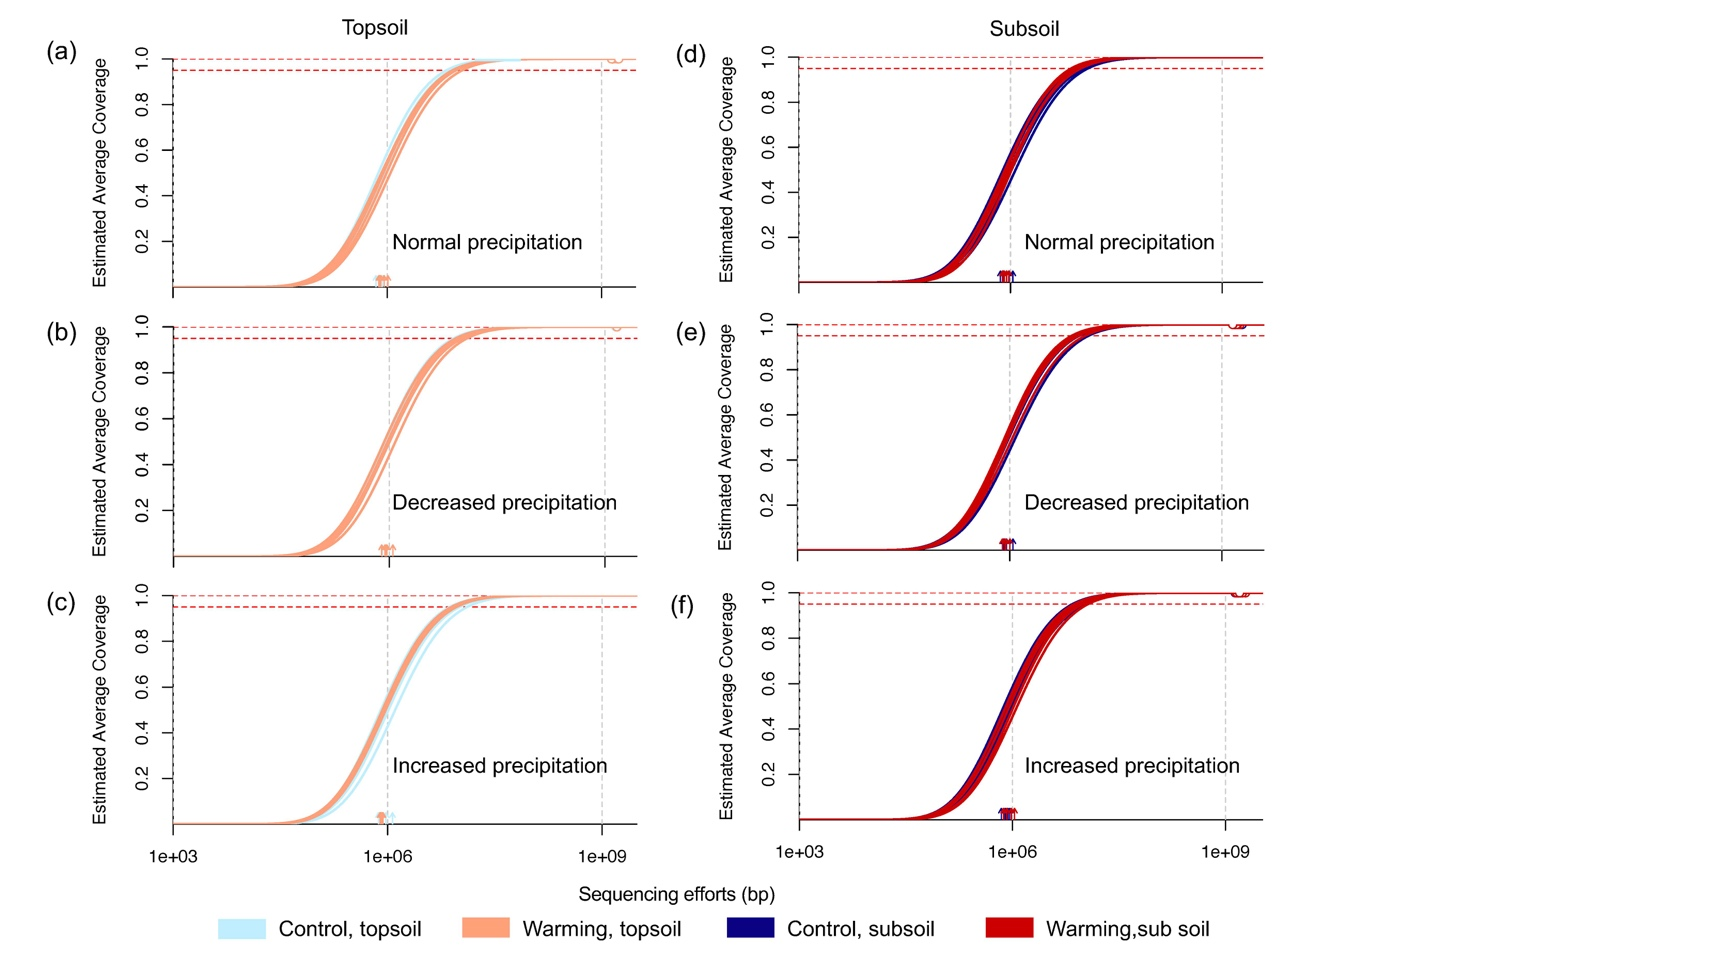 Topsoil
Subsoil
(a)
Estimated Average Coverage
0.2 0.4 0.6 0.8 1.0
Normal precipitation
(d)
Estimated Average Coverage
0.2 0.4 0.6 0.8 1.0
Normal precipitation
(b)
Estimated Average Coverage
0.2 0.4 0.6 0.8 1.0
Decreased precipitation
(e)
Estimated Average Coverage
0.2 0.4 0.6 0.8 1.0
Decreased precipitation
(c)
Estimated Average Coverage
0.2 0.4 0.6 0.8 1.0
Increased precipitation
1e+03 1e+06 1e+09
(f)
Estimated Average Coverage
0.2 0.4 0.6 0.8 1.0
Increased precipitation
1e+03 1e+06 1e+09
Sequencing efforts (bp)
Control, topsoil
Warming, topsoil
Control, subsoil
Warming,sub soil